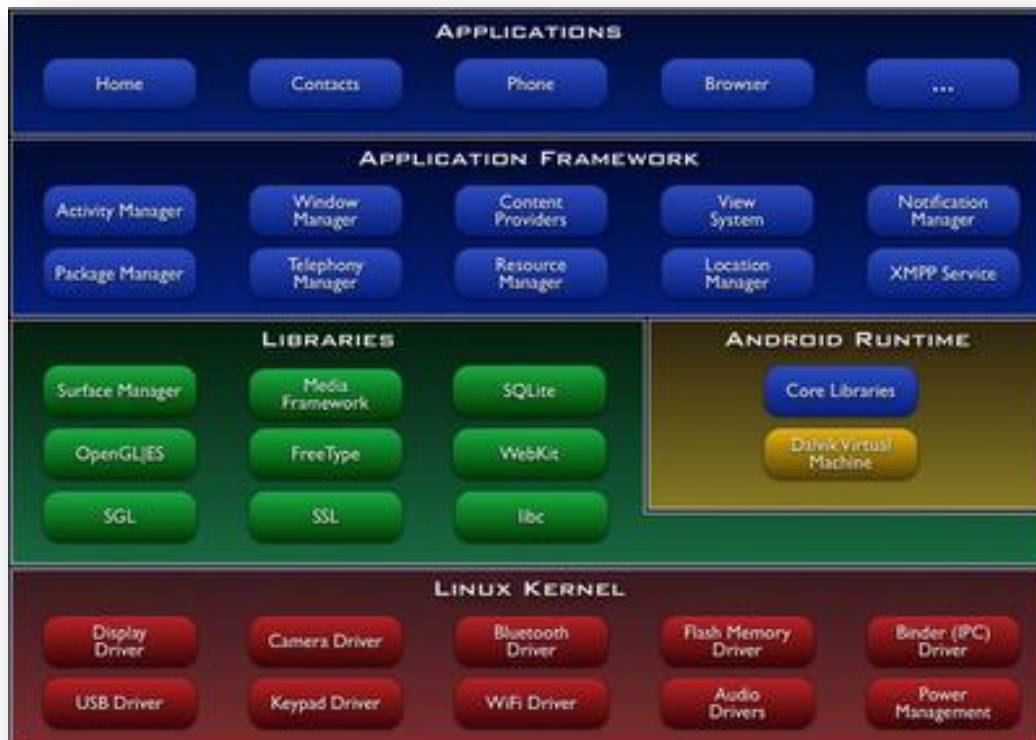 APPLICATIONS
Home
Contacts
Phone
Browser
...
APPLICATION FRAMEWORK
Activity Manager
Window
Manager
Content
Providers
View
System
Notification
Manager
Package Manager
Telephony
Manager
Resource
Manager
Location
Manager
XMPP Service
LIBRARIES
Surface Manager
Media
Framework
SQLite
OpenGL|ES
FreeType
WebKit
SGL
SSL
libc
ANDROID RUNTIME
Core Libraries
Dalvik Virtual
Machine
LINUX KERNEL
Display
Driver
Camera Driver
Bluetooth
Driver
Flash Memory
Driver
Binder (IPC)
Driver
USB Driver
Keypad Driver
WiFi Driver
Audio
Drivers
Power
Management